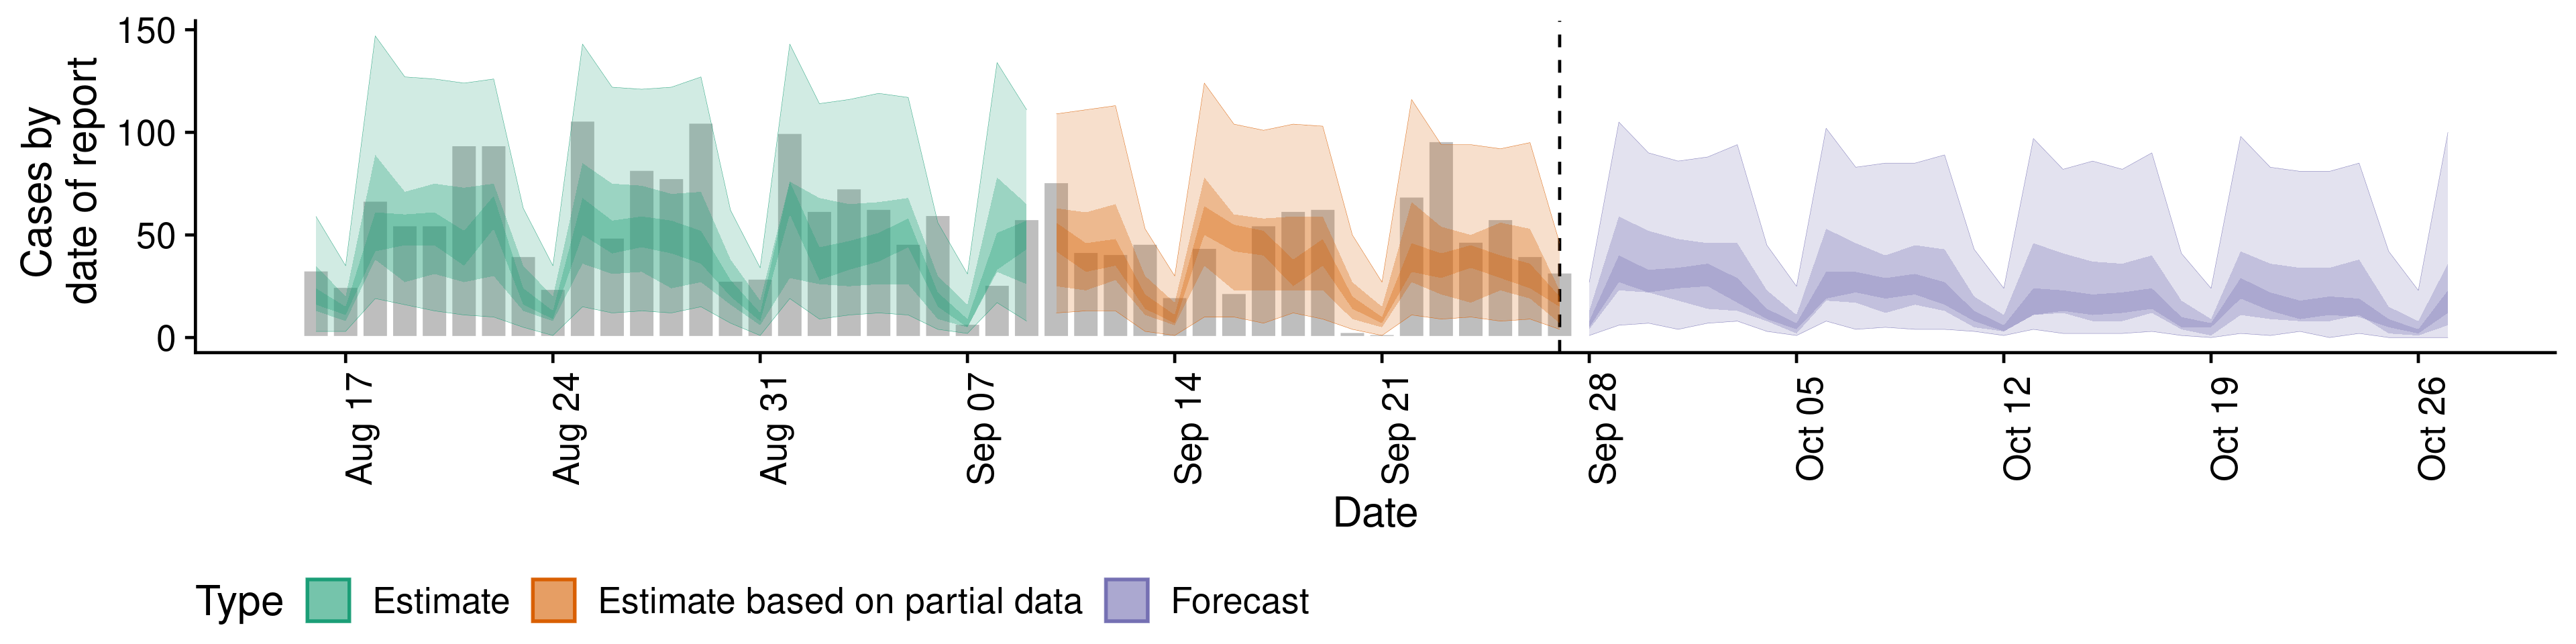 Cases by
date of report
150
100
50
0
Aug 17
Aug 24
Aug 31
Sep 07
Sep 14
Sep 21
Sep 28
Oct 05
Oct 12
Oct 19
Oct 26
Date
Type Estimate Estimate based on partial data Forecast